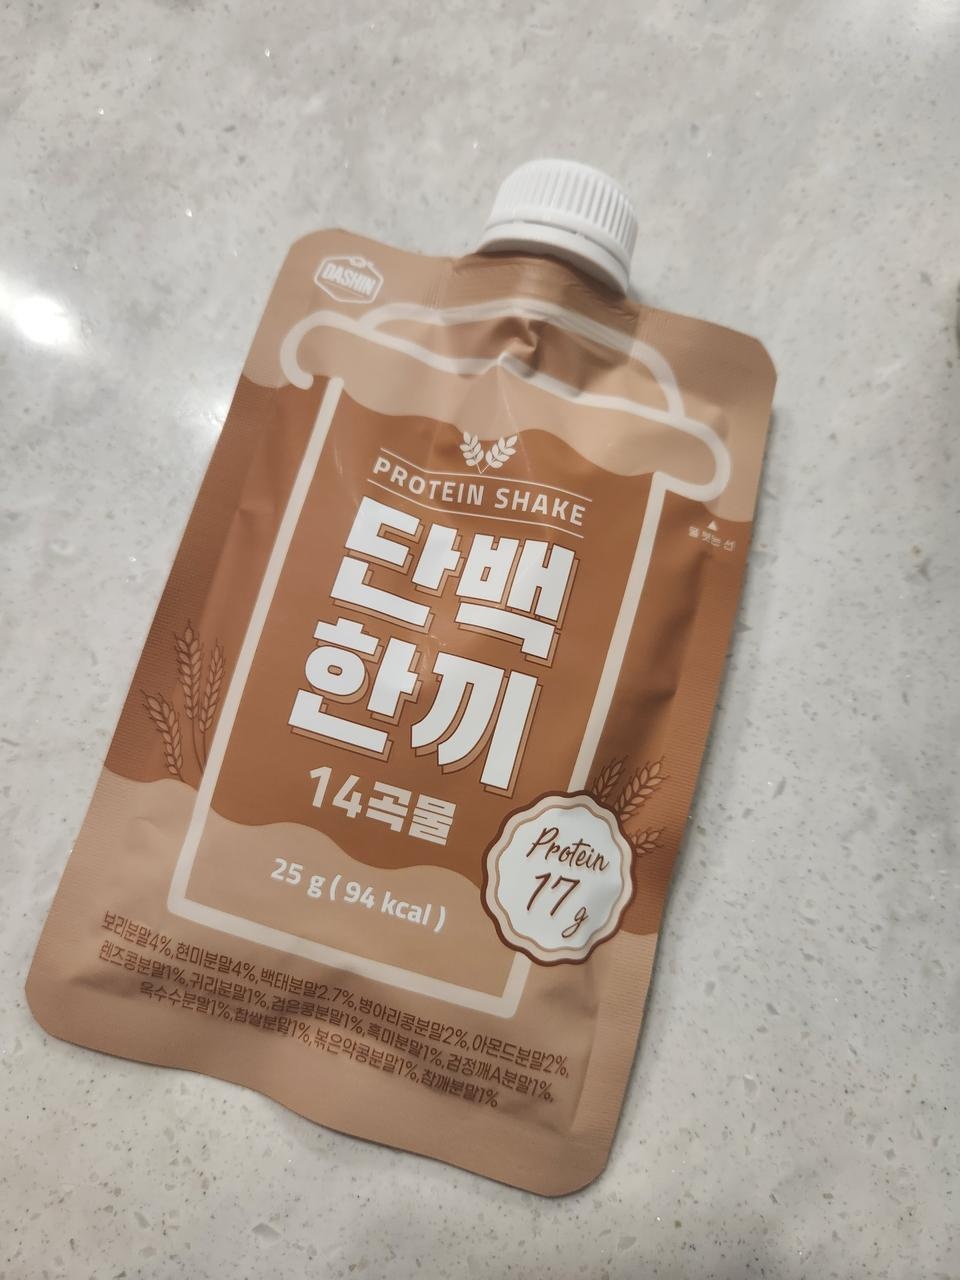 DASHIN
PROTEIN SHAKE
단백
한끼
14곡물
25 g ( 94 kcal )
Protein
17 g
▲
물 붓는 선
보리분말4%,현미분말4%,백태분말2.7%,병아리콩분말2%,아몬드분말2%,
렌즈콩분말1%,귀리분말1%,검은콩분말1%,흑미분말1%,검정깨A분말1%,
옥수수분말1%,찹쌀분말1%,볶은약콩분말1%,참깨분말1%